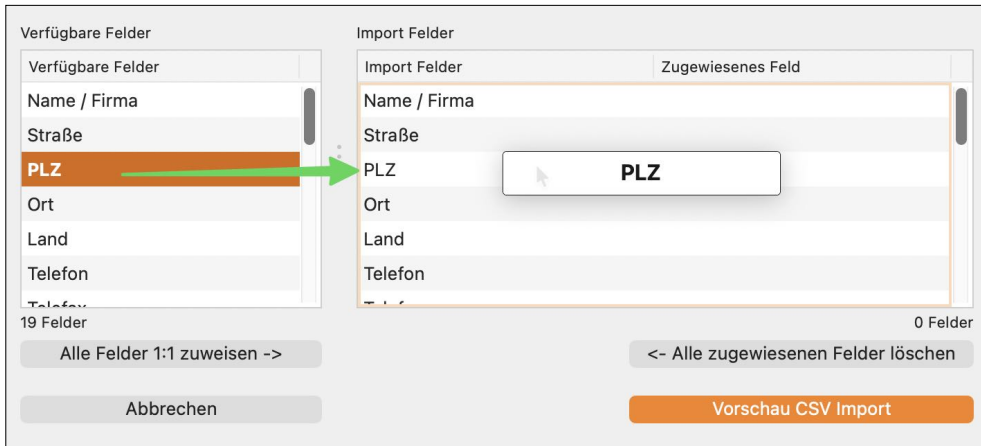 Verfügbare Felder
Import Felder
Verfügbare Felder
Import Felder
Zugewiesenes Feld
Name / Firma
Name / Firma
Straße
Straße
PLZ
PLZ
PLZ
Ort
Ort
Land
Land
Telefon
Telefon
19 Felder
0 Felder
Alle Felder 1:1 zuweisen ->
<- Alle zugewiesenen Felder löschen
Abbrechen
Vorschau CSV Import